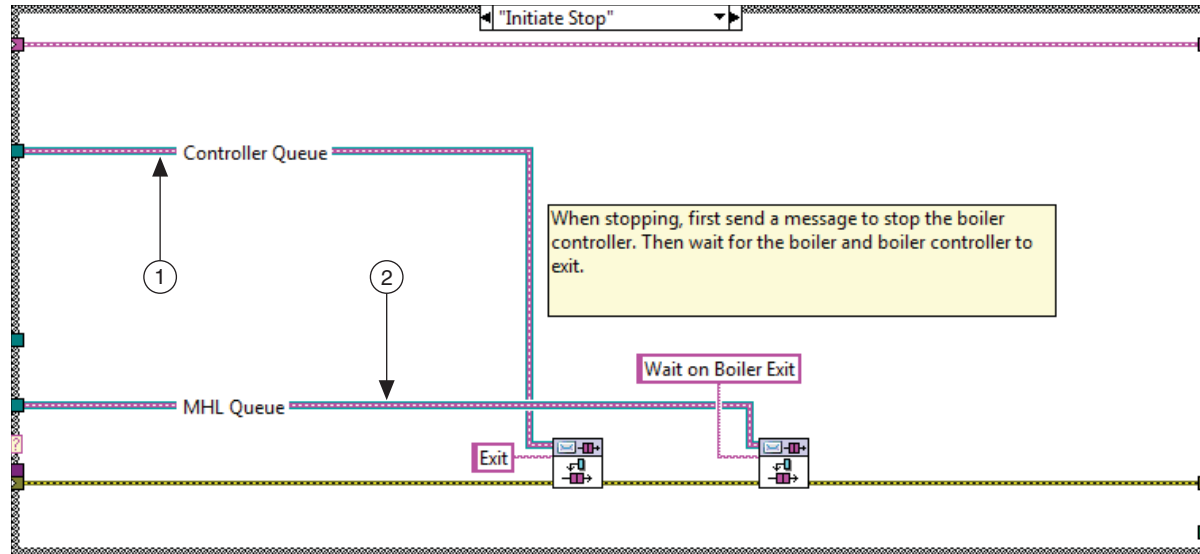 "Initiate Stop"
Controller Queue
When stopping, first send a message to stop the boiler
controller. Then wait for the boiler and boiler controller to
exit.
1
2
Wait on Boiler Exit
MHL Queue
?
Exit